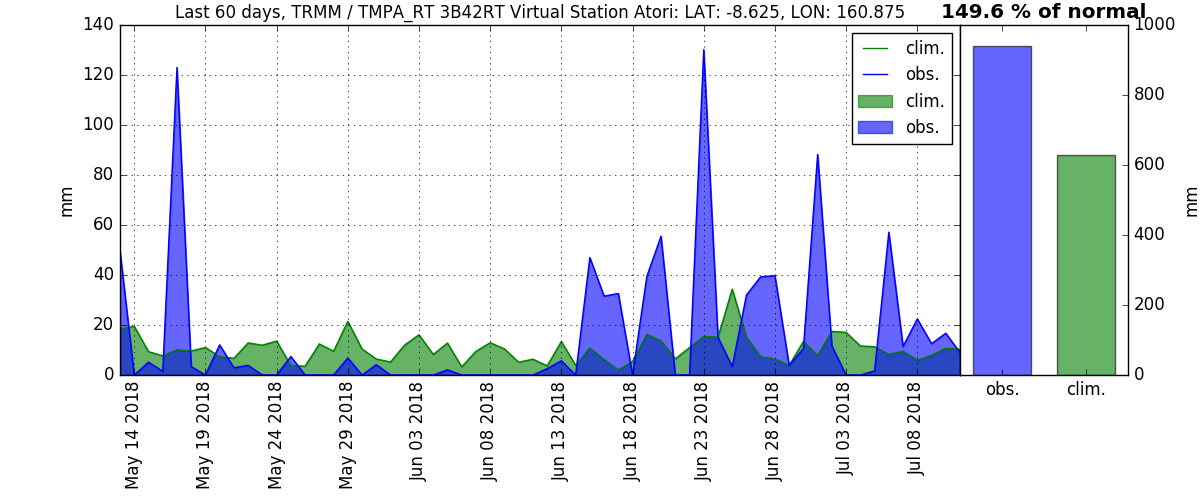 Last 60 days, TRMM / TMPA_RT 3B42RT Virtual Station Atori: LAT: -8.625, LON: 160.875
149.6 % of normal
140
120
100
80
60
40
20
0
mm
clim.
obs.
clim.
obs.
1000
800
600
400
200
0
mm
obs.
clim.
May 14 2018
May 19 2018
May 24 2018
May 29 2018
Jun 03 2018
Jun 08 2018
Jun 13 2018
Jun 18 2018
Jun 23 2018
Jun 28 2018
Jul 03 2018
Jul 08 2018